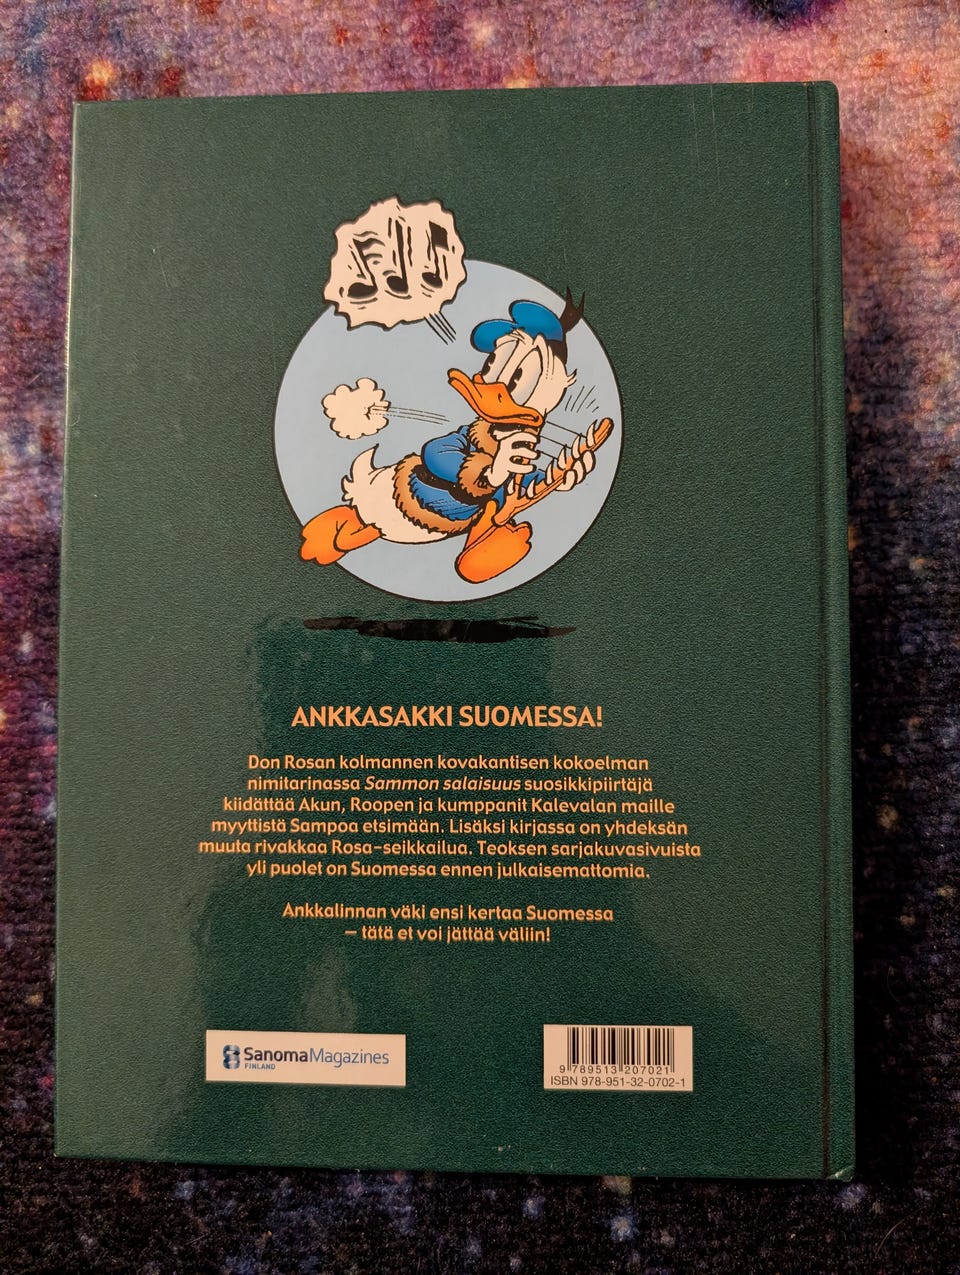 ANKKASAKKI SUOMESSA!
Don Rosan kolmannen kovakantisen kokoelman
nimitarinassa Sammon salaisuus suosikkipiirtäjä
kiidättää Akun, Roopen ja kumppanit Kalevalan maille
myyttistä Sampoa etsimään. Lisäksi kirjassa on yhdeksän
muuta rivakkaa Rosa-seikkailua. Teoksen sarjakuvasivuista
yli puolet on Suomessa ennen julkaisemattomia.
Ankkalinnan väki ensi kertaa Suomessa
– tätä et voi jättää väliin!
SanomaMagazines
FINLAND
9 789513 207021
ISBN 978-951-32-0702-1